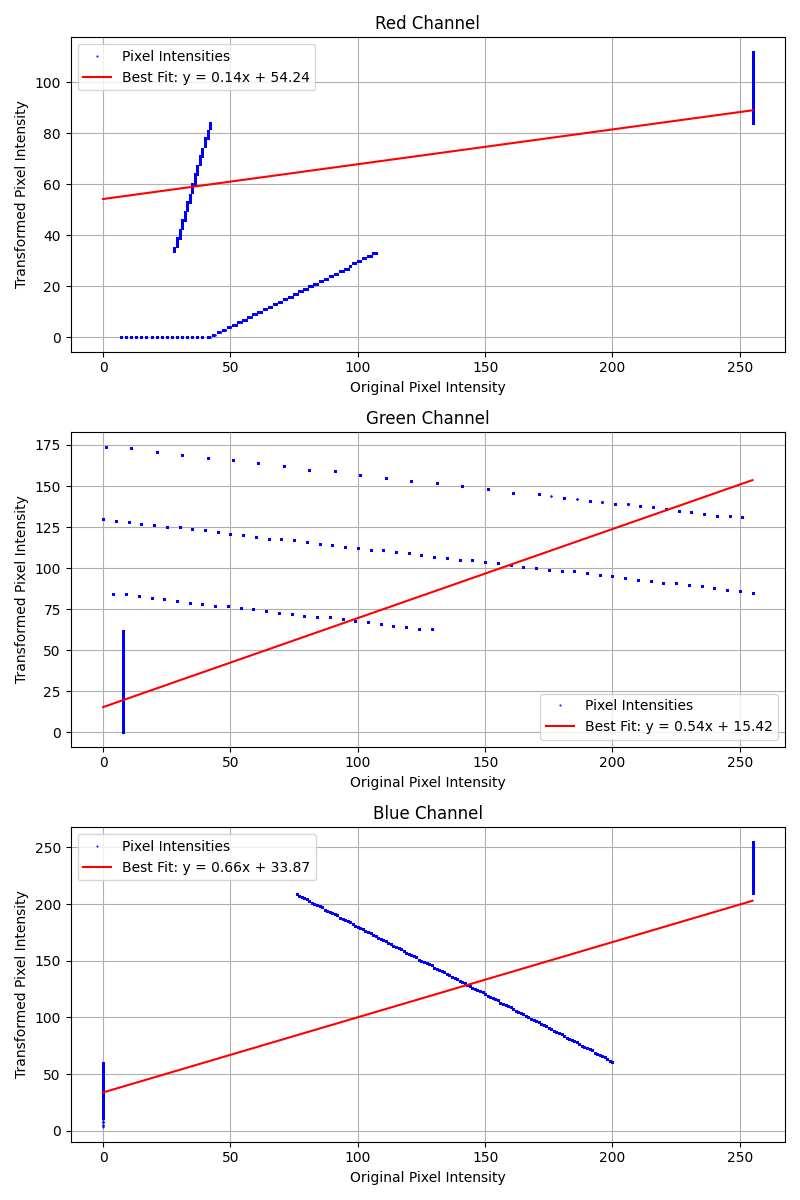 Red Channel
Pixel Intensities
Best Fit: y = 0.14x + 54.24
Transformed Pixel Intensity
100
80
60
40
20
0
0 50 100 150 200 250
Original Pixel Intensity
Green Channel
Transformed Pixel Intensity
175
150
125
100
75
50
25
0
Pixel Intensities
Best Fit: y = 0.54x + 15.42
0 50 100 150 200 250
Original Pixel Intensity
Blue Channel
Pixel Intensities
Best Fit: y = 0.66x + 33.87
Transformed Pixel Intensity
250
200
150
100
50
0
0 50 100 150 200 250
Original Pixel Intensity